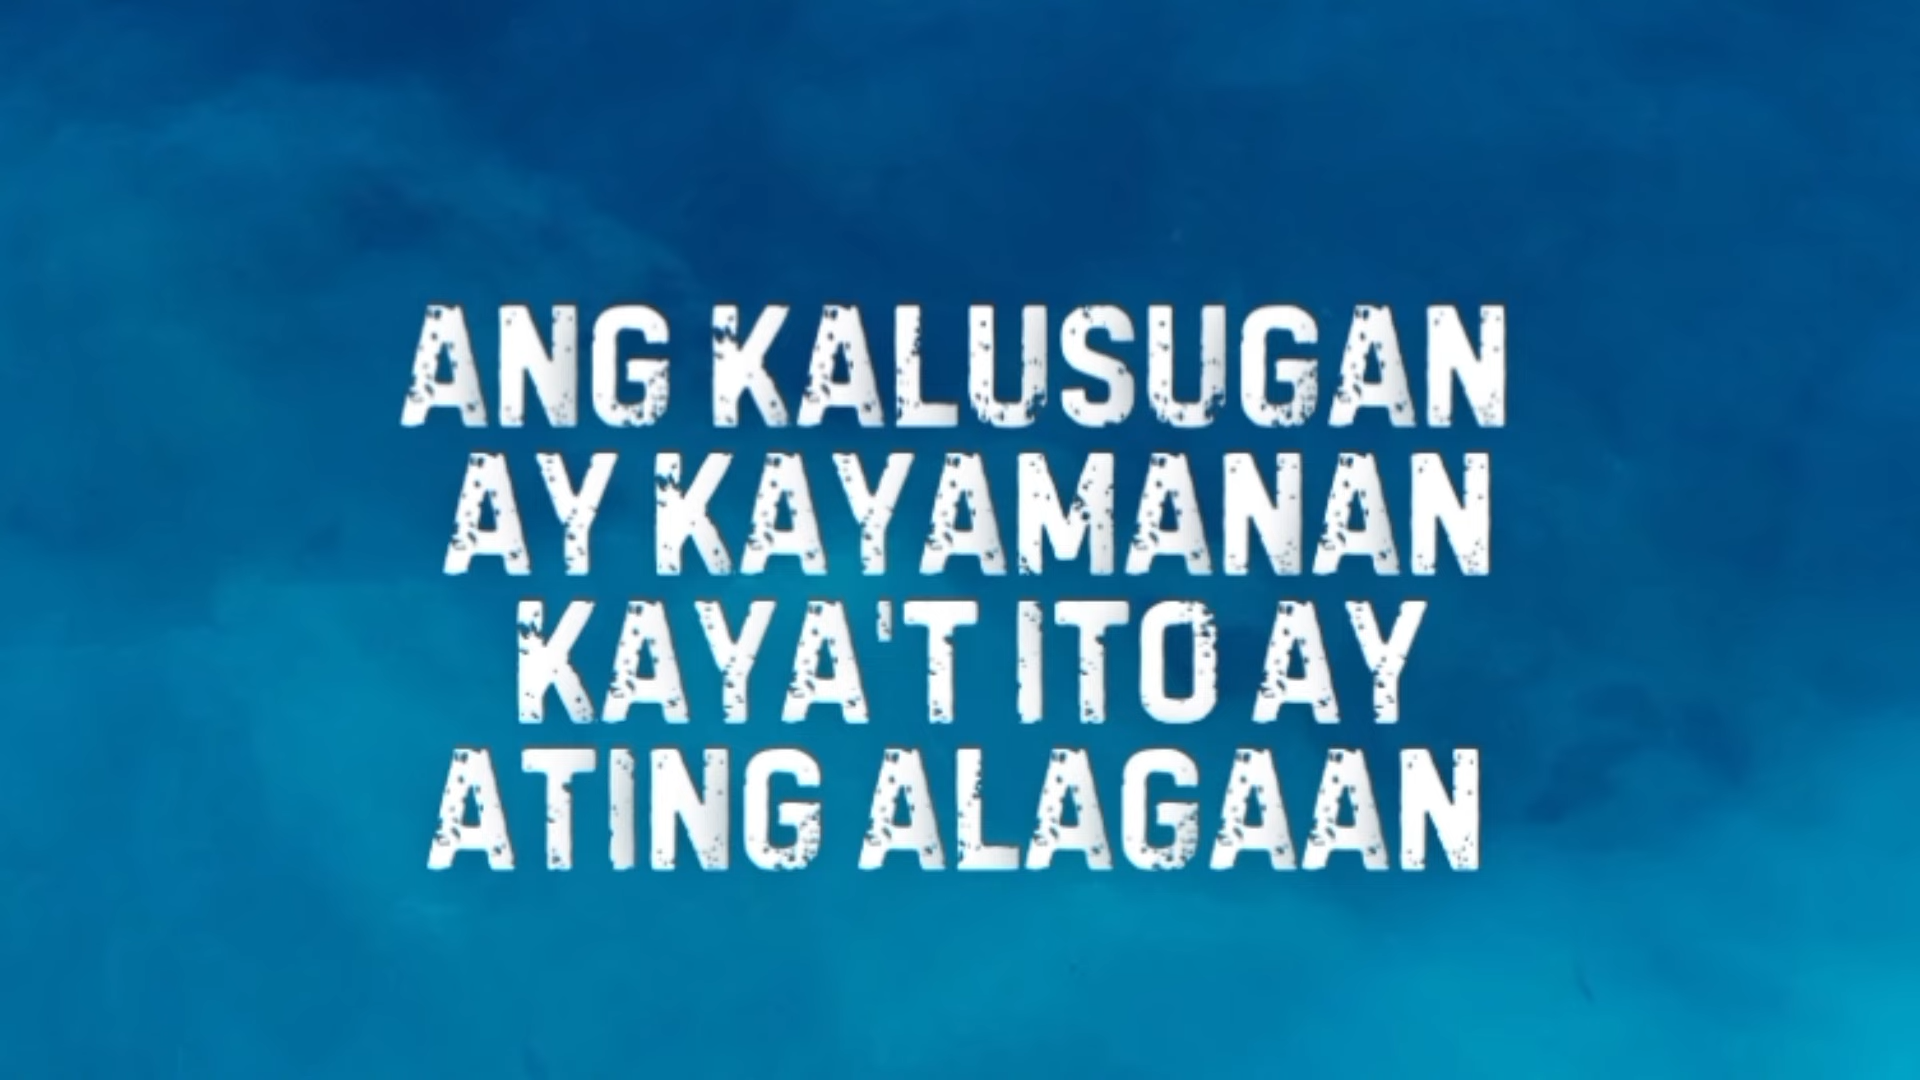 ANG KALUSUGAN
AY KAYAMANAN
KAYA'T ITO AY
ATING ALAGAAN